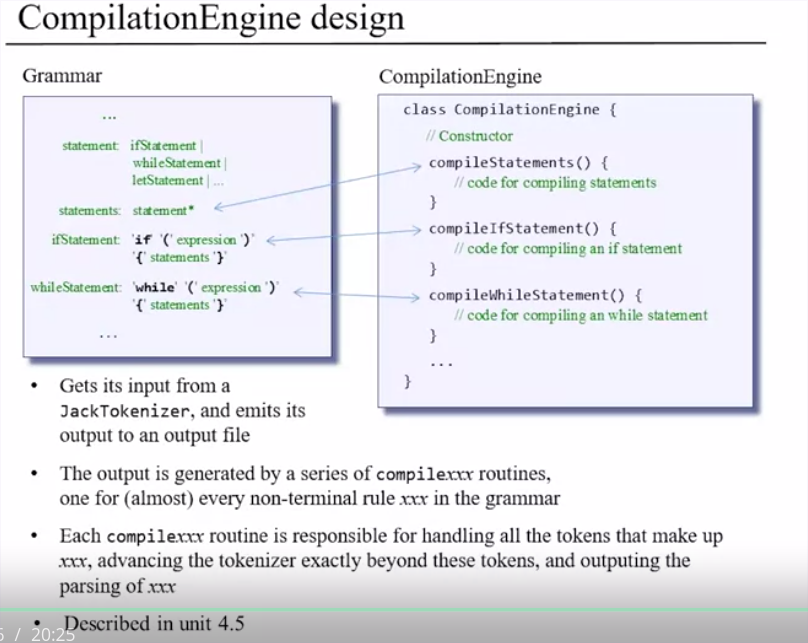 CompilationEngine design
Grammar
...
statement: ifStatement |
whileStatement |
letStatement | ...
statements: statement*
ifStatement: 'if '(' expression ')'
'{' statements '}'
whileStatement: 'while' '(' expression ')'
'{' statements '}'
...
CompilationEngine
class CompilationEngine {
// Constructor
compileStatements() {
// code for compiling statements
}
compileIfStatement() {
// code for compiling an if statement
}
compileWhileStatement() {
// code for compiling an while statement
}
...
}
• Gets its input from a
JackTokenizer, and emits its
output to an output file
• The output is generated by a series of compilexxx routines,
one for (almost) every non-terminal rule xxx in the grammar
• Each compilexxx routine is responsible for handling all the tokens that make up
xxx, advancing the tokenizer exactly beyond these tokens, and outputing the
parsing of xxx
• Described in unit 4.5
/ 20:25